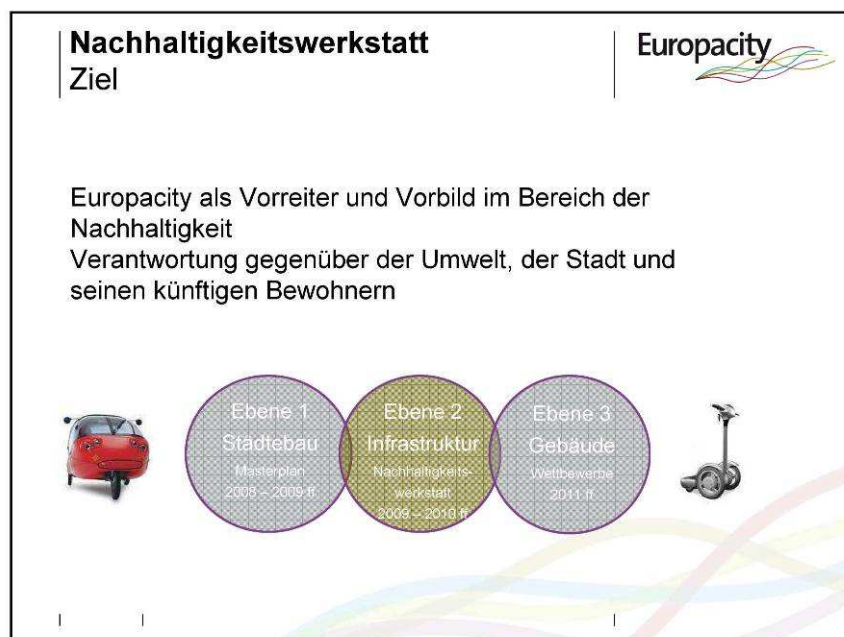 Nachhaltigkeitswerkstatt
Ziel
Europacity
Europacity als Vorreiter und Vorbild im Bereich der
Nachhaltigkeit
Verantwortung gegenüber der Umwelt, der Stadt und
seinen künftigen Bewohnern
Ebene 1
Städtebau
Masterplan
2008 – 2009 ff
Ebene 2
Infrastruktur
Nachhaltigkeits-
werkstatt
2009 – 2010 ff
Ebene 3
Gebäude
Wettbewerbe
2011 ff